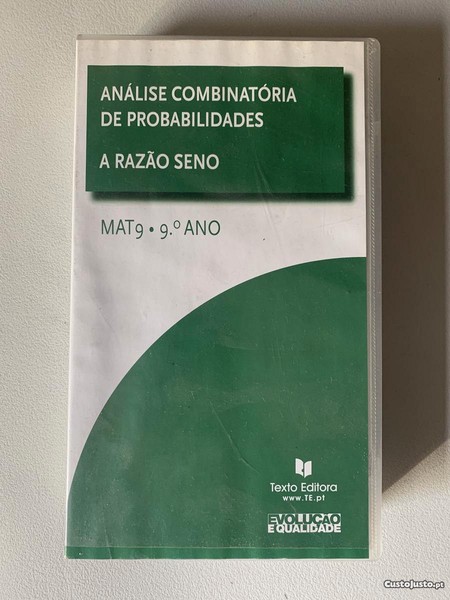 ANÁLISE COMBINATÓRIA
DE PROBABILIDADES
A RAZÃO SENO
MAT9 • 9.º ANO
Texto Editora
www.TE.pt
EVOLUÇÃO
E QUALIDADE
Custojusto.pt